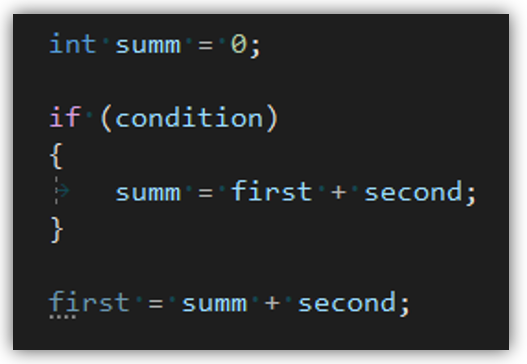 int summ = 0;
if (condition)
{
summ = first + second;
}
first = summ + second;